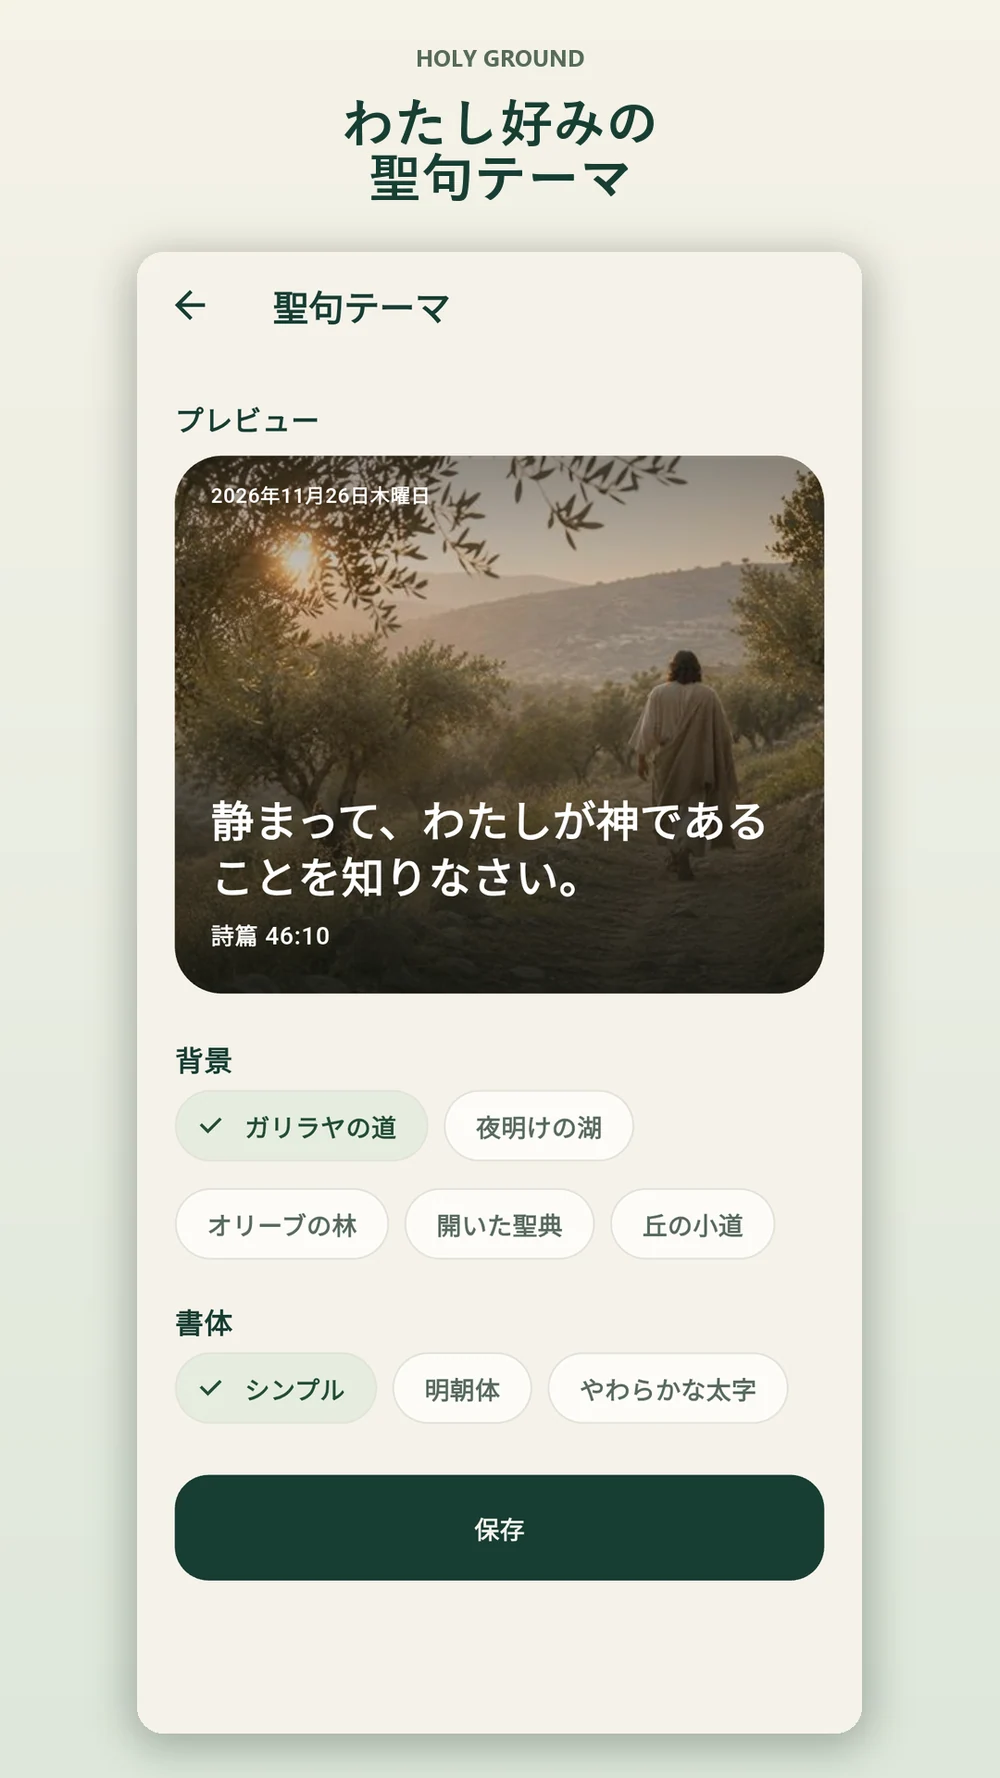 HOLY GROUND
わたし好みの
聖句テーマ
聖句テーマ
プレビュー
2026年11月26日木曜日
静まって、わたしが神である
ことを知りなさい。
詩篇 46:10
背景
ガリラヤの道
夜明けの湖
オリーブの林
開いた聖典
丘の小道
書体
シンプル
明朝体
やわらかな太字
保存